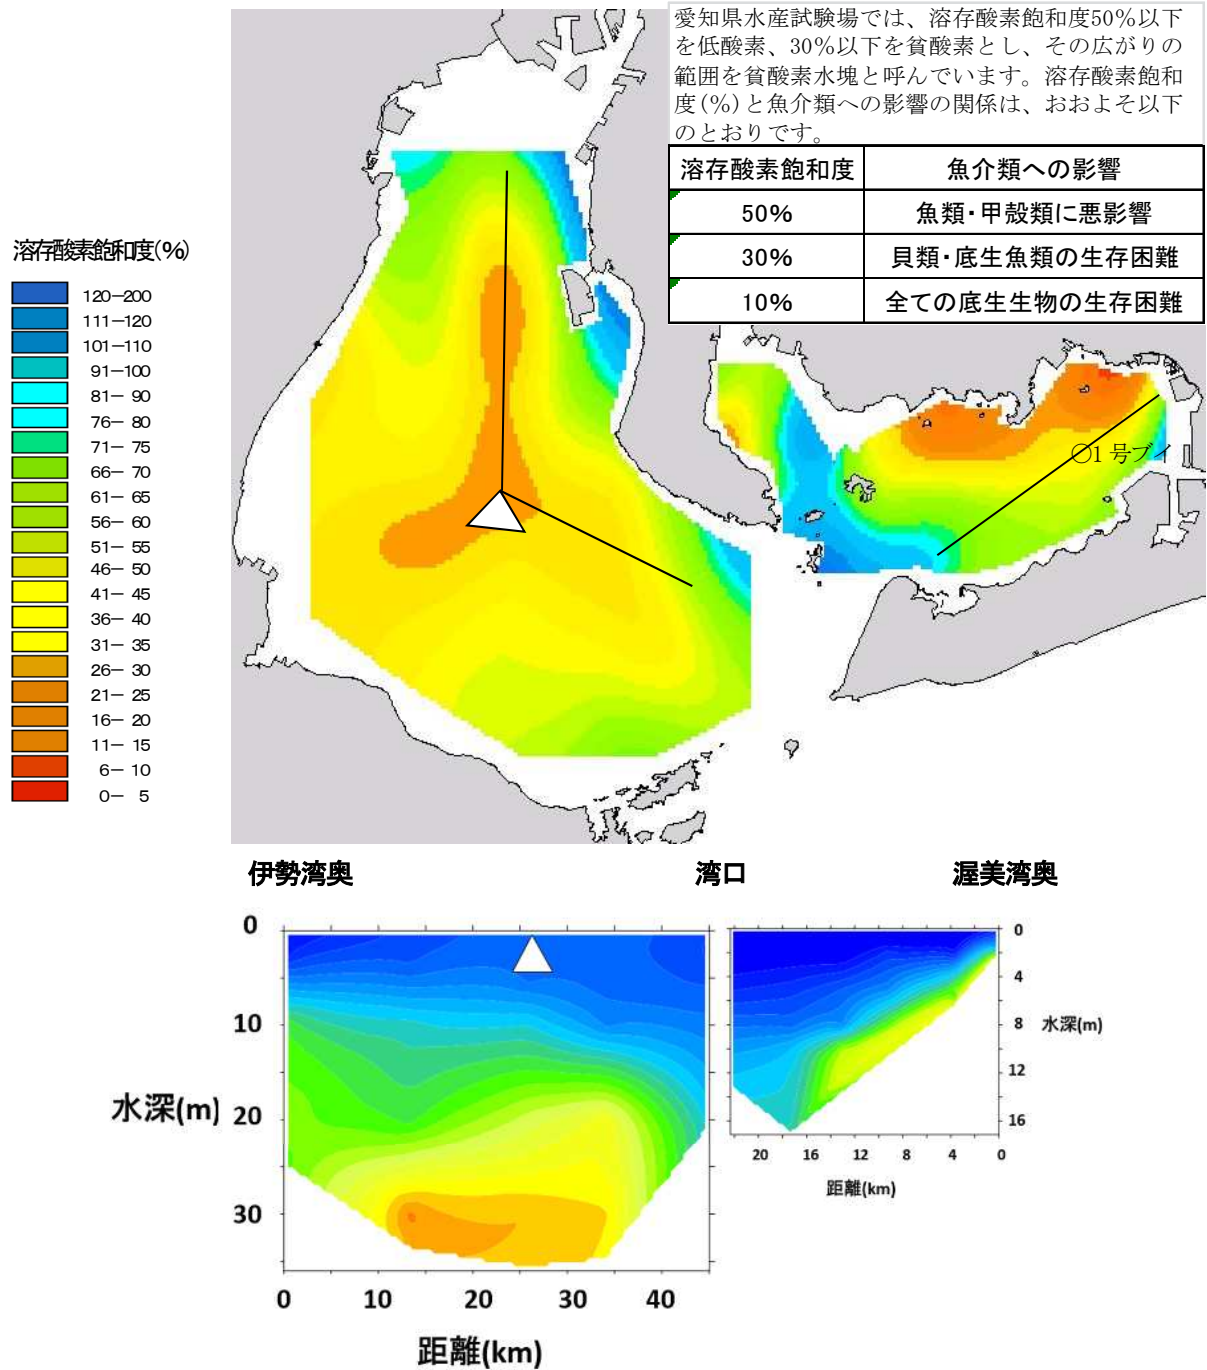 愛知県水産試験場では、溶存酸素飽和度50%以下
を低酸素、30%以下を貧酸素とし、その広がりの
範囲を貧酸素水塊と呼んでいます。溶存酸素飽和
度(%)と魚介類への影響の関係は、おおよそ以下
のとおりです。
溶存酸素飽和度 魚介類への影響
50% 魚類・甲殻類に悪影響
30% 貝類・底生魚類の生存困難
10% 全ての底生生物の生存困難
溶存酸素飽和度(%)
120-200
111-120
101-110
91-100
81- 90
76- 80
71- 75
66- 70
61- 65
56- 60
51- 55
46- 50
41- 45
36- 40
31- 35
26- 30
21- 25
16- 20
11- 15
6- 10
0- 5
○1号ブイ
伊勢湾奥 湾口 渥美湾奥
0
10
20
30
水深(m)
0 10 20 30 40
距離(km)
0
4
8
12
16
水深(m)
20 16 12 8 4 0
距離(km)